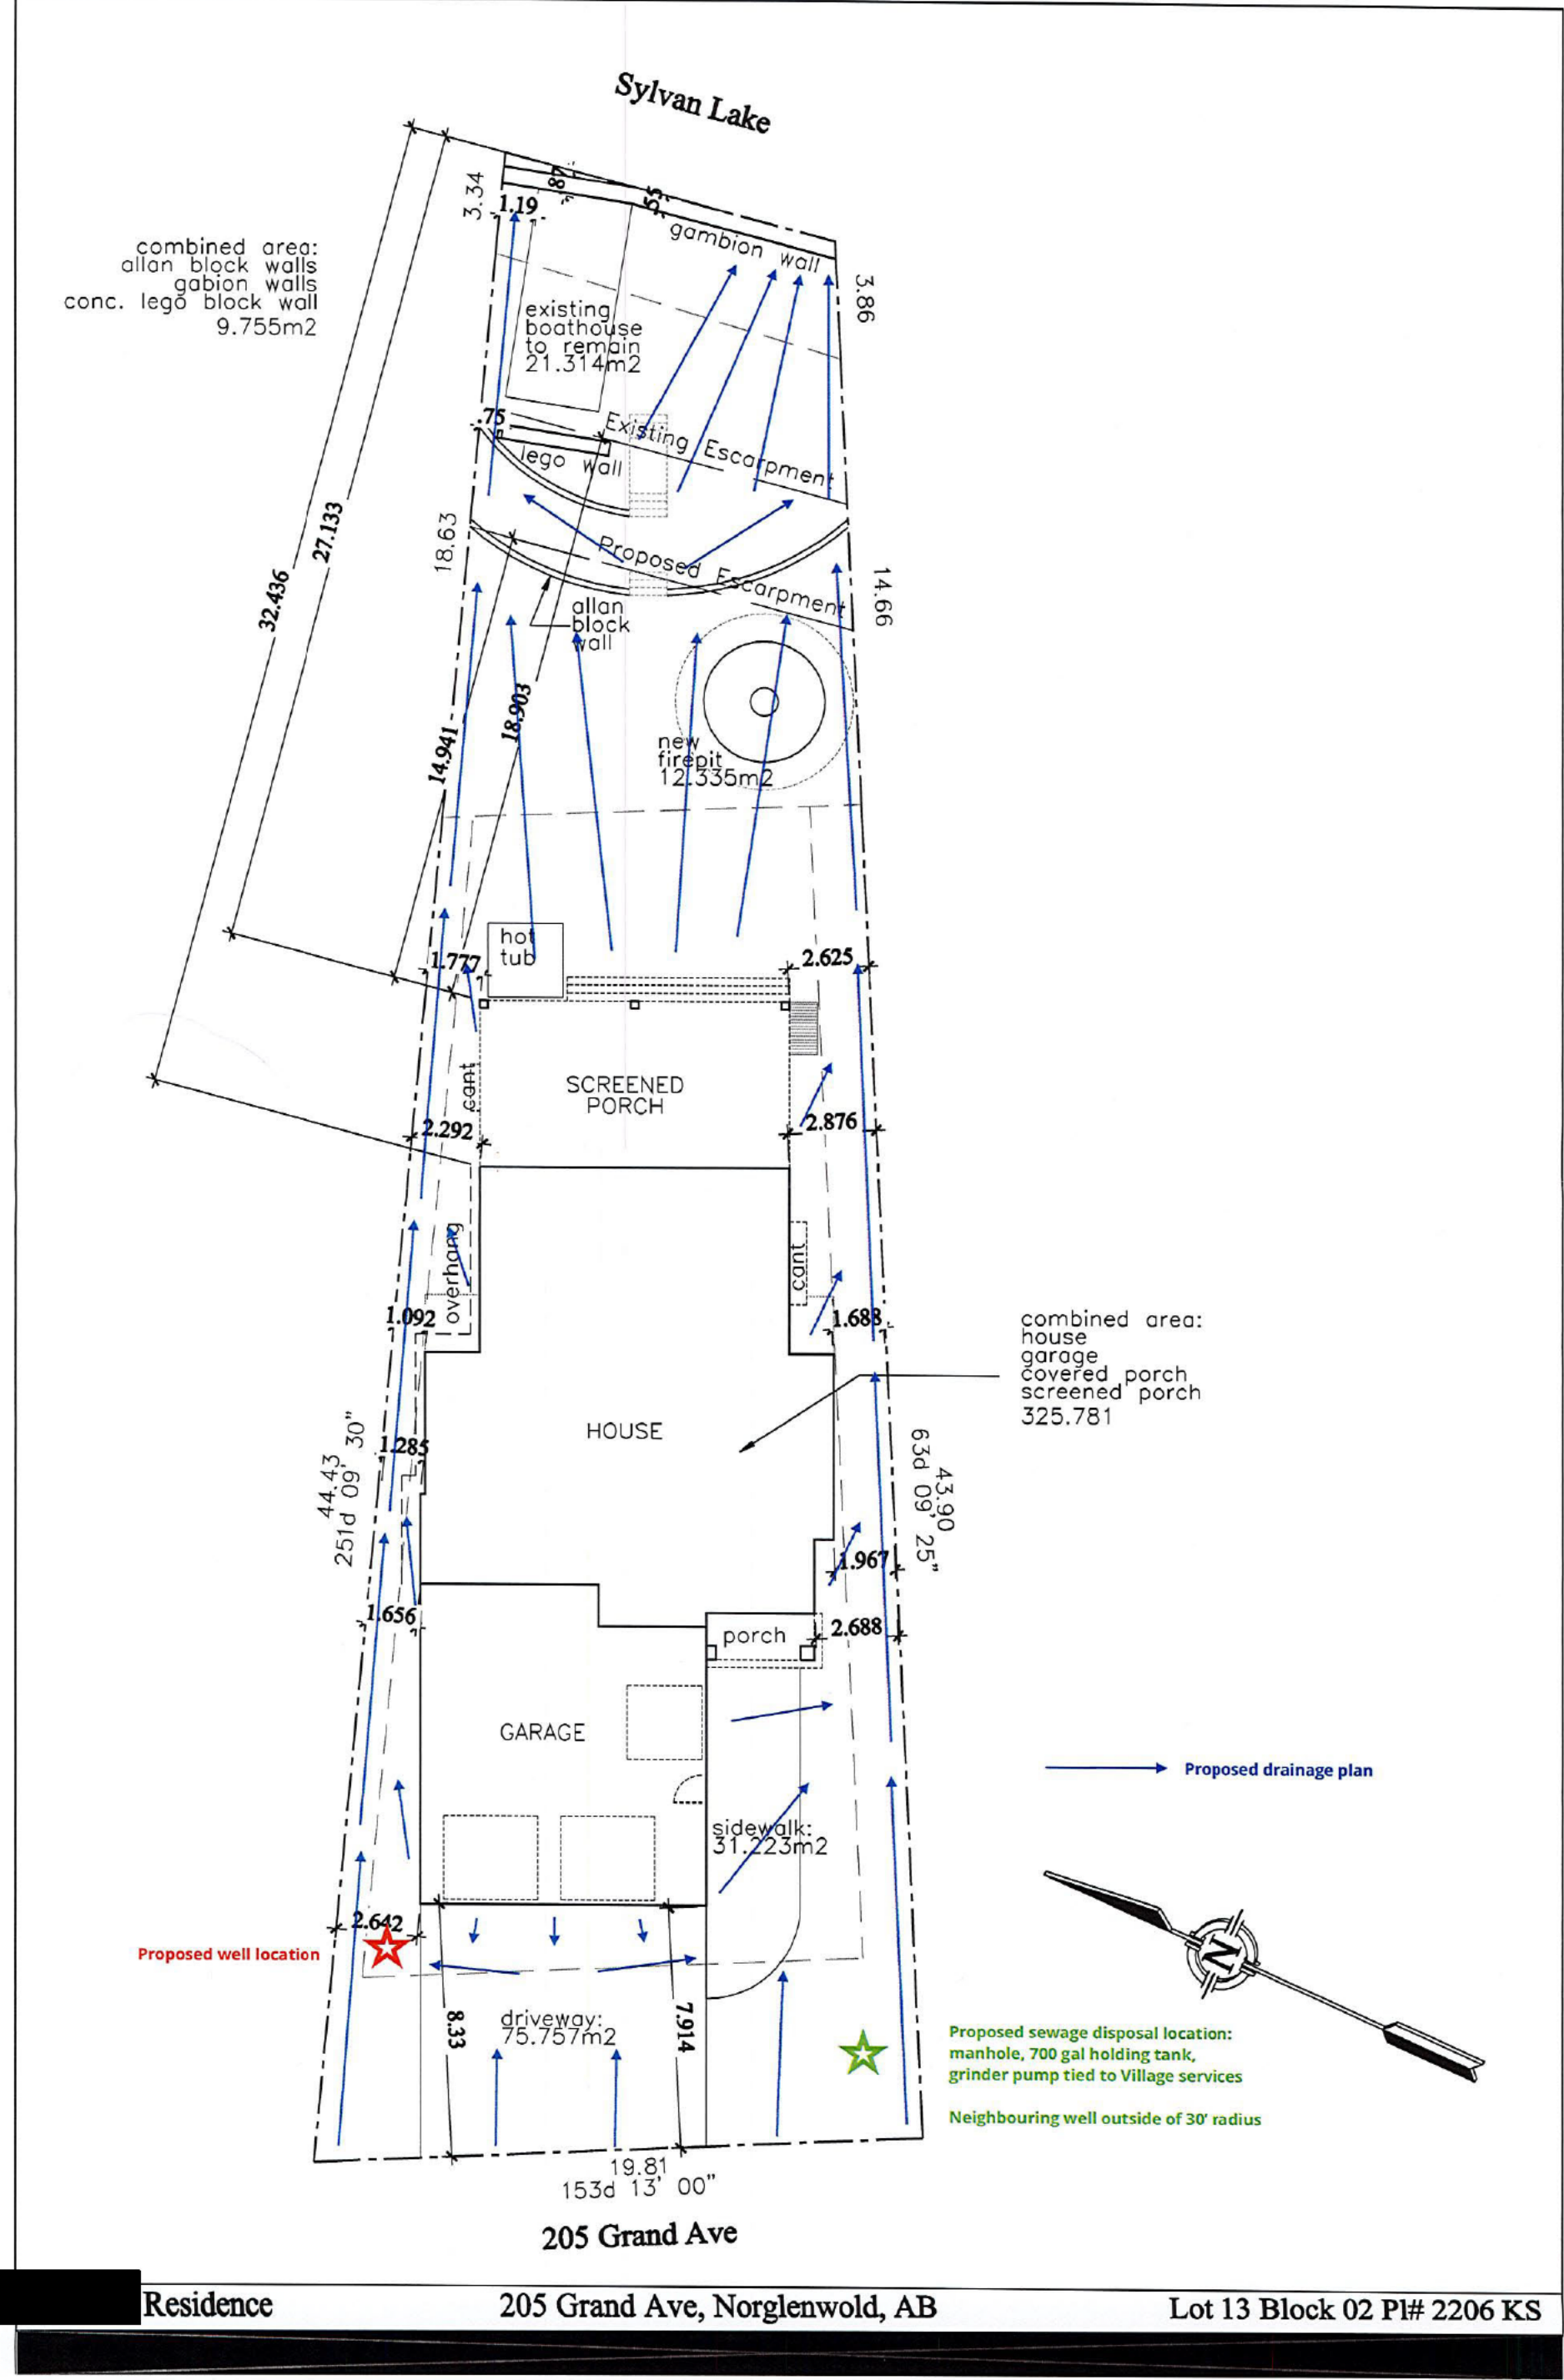 Sylvan Lake
3.34
.87
.55
1.19
gambion wall
combined area:
allan block walls
gabion walls
conc. lego block wall
9.755m2
3.86
existing
boathouse
to remain
21.314m2
.75
Existing Escarpment
lego wall
27.133
32.436
18.63
Proposed Escarpment
14.66
allan
block
wall
14.941
18.903
new
firepit
12.335m2
hot
tub
1.777
2.625
cant
SCREENED
PORCH
2.292
2.876
overhang
cant
1.092
1.688
combined area:
house
garage
covered porch
screened porch
325.781
HOUSE
1.285
44.43
251d 09' 30"
43.90
63d 09' 25"
1.967
1.656
porch
2.688
GARAGE
Proposed drainage plan
sidewalk:
31.223m2
2.642
Proposed well location
N
8.33
driveway:
75.757m2
7.914
Proposed sewage disposal location:
manhole, 700 gal holding tank,
grinder pump tied to Village services
Neighbouring well outside of 30' radius
19.81
153d 13' 00"
205 Grand Ave
Residence
205 Grand Ave, Norglenwold, AB
Lot 13 Block 02 Pl# 2206 KS